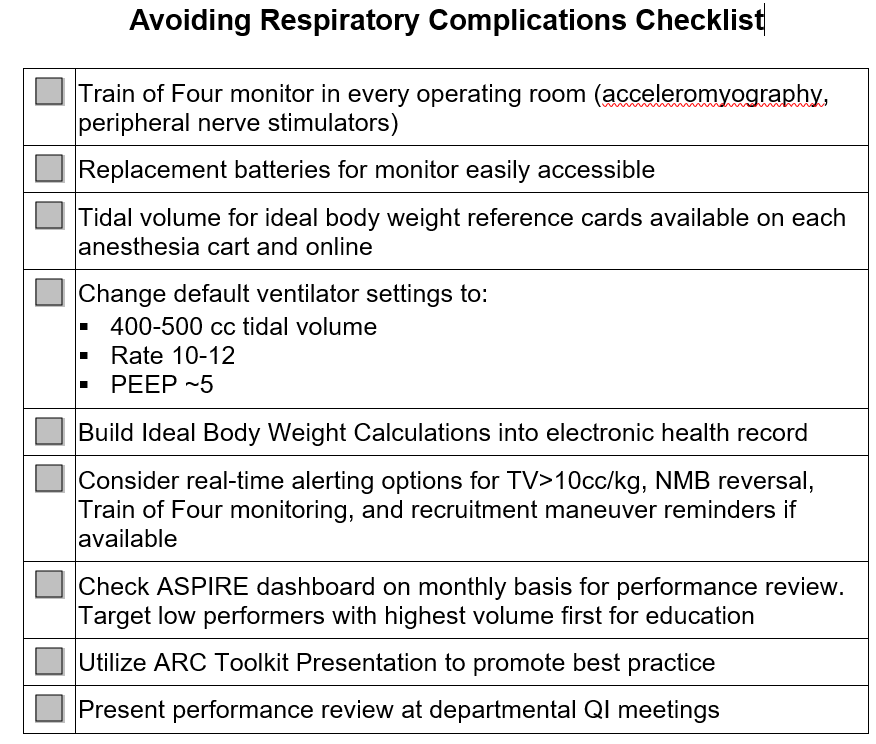 Avoiding Respiratory Complications Checklist
Train of Four monitor in every operating room (acceleromyography,
peripheral nerve stimulators)
Replacement batteries for monitor easily accessible
Tidal volume for ideal body weight reference cards available on each
anesthesia cart and online
Change default ventilator settings to:
▪ 400-500 cc tidal volume
▪ Rate 10-12
▪ PEEP ~5
Build Ideal Body Weight Calculations into electronic health record
Consider real-time alerting options for TV>10cc/kg, NMB reversal,
Train of Four monitoring, and recruitment maneuver reminders if
available
Check ASPIRE dashboard on monthly basis for performance review.
Target low performers with highest volume first for education
Utilize ARC Toolkit Presentation to promote best practice
Present performance review at departmental QI meetings